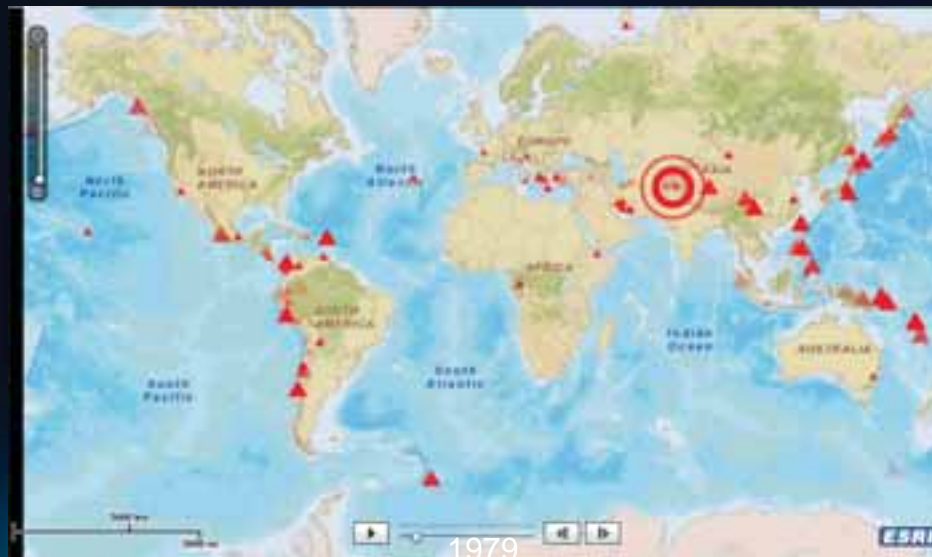 NORTH
AMERICA
North
Pacific
North
Atlantic
EUROPE
ASIA
AFRICA
SOUTH
AMERICA
Indian
Ocean
AUSTRALIA
South
Pacific
South
Atlantic
ESRI
1979